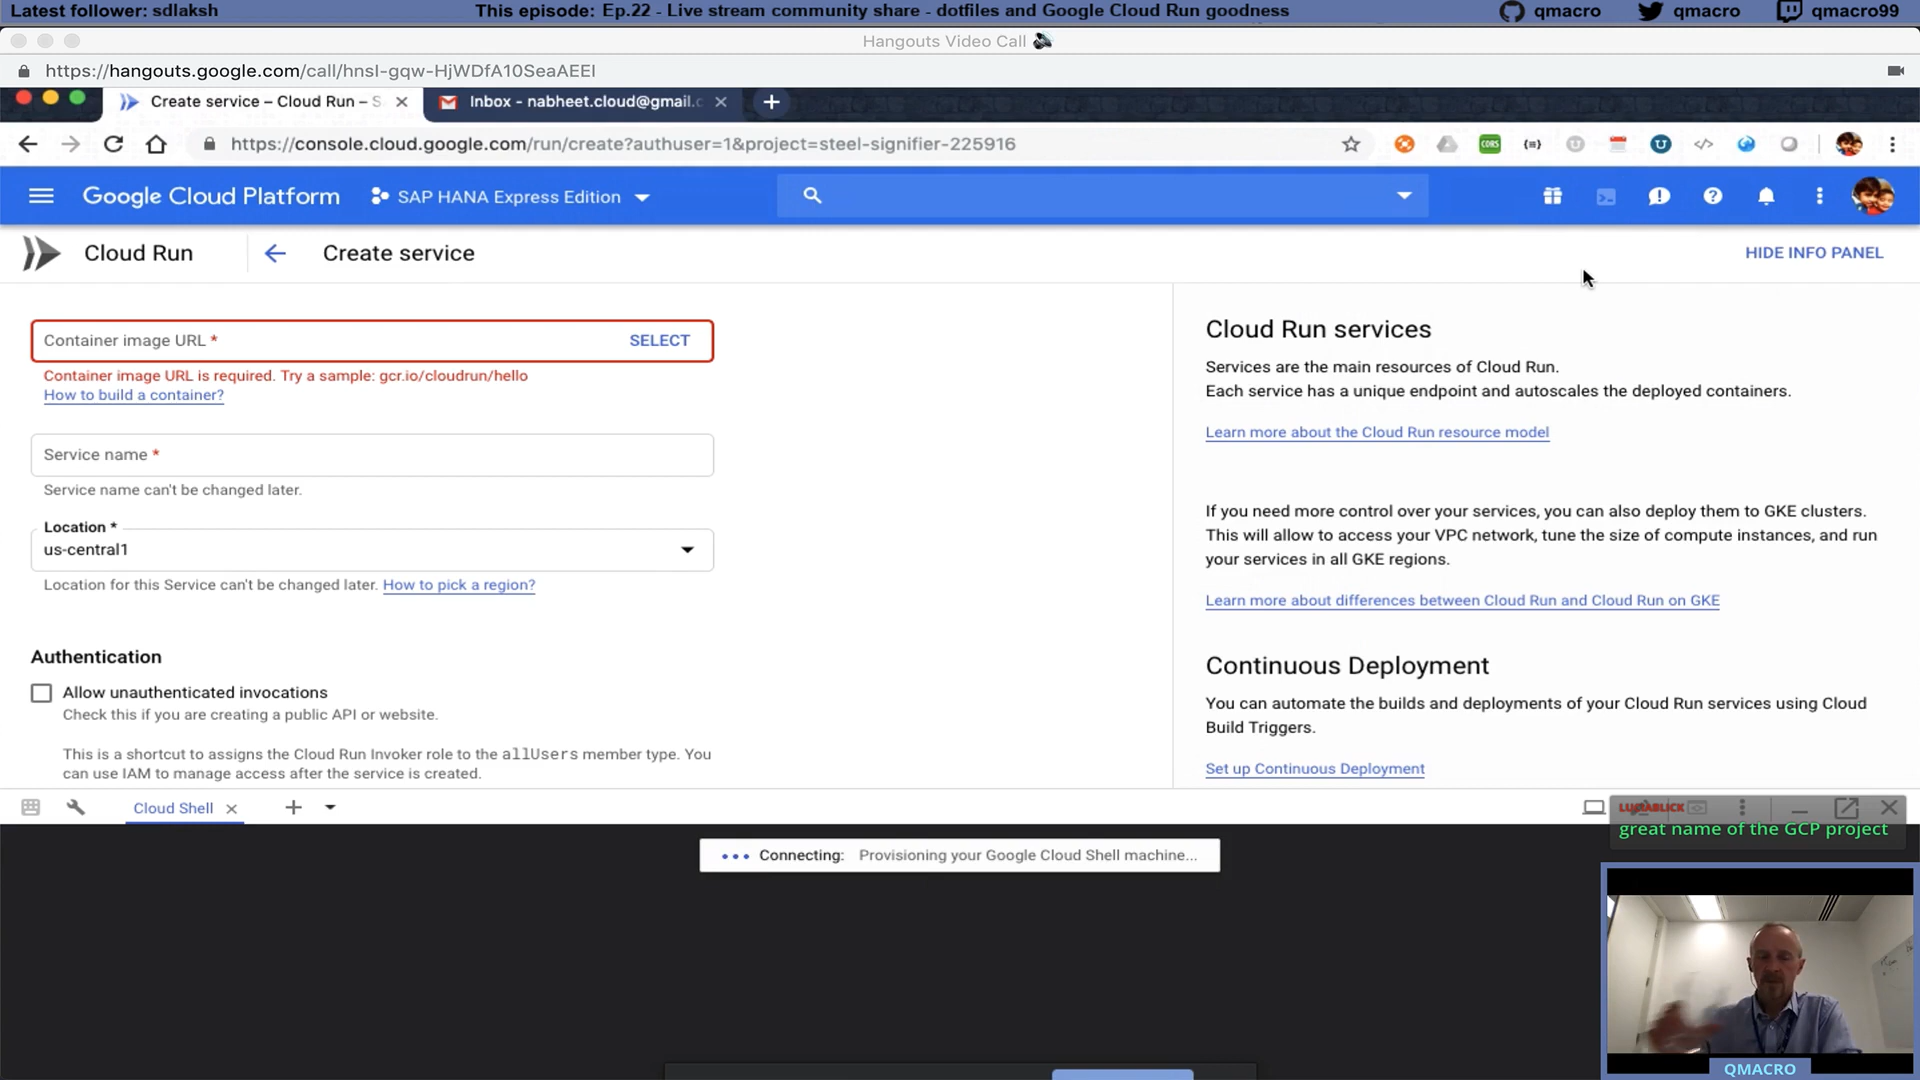 Latest follower: sdlaksh
This episode: Ep.22 - Live stream community share - dotfiles and Google Cloud Run goodness
qmacro
qmacro
qmacro99
Hangouts Video Call
https://hangouts.google.com/call/hnsl-gqw-HjWDfA10SeaAEEI
Create service – Cloud Run – S
Inbox - nabheet.cloud@gmail.c
https://console.cloud.google.com/run/create?authuser=1&project=steel-signifier-225916
CORS
Google Cloud Platform
SAP HANA Express Edition
Cloud Run
Create service
HIDE INFO PANEL
Container image URL *
SELECT
Container image URL is required. Try a sample: gcr.io/cloudrun/hello
How to build a container?
Service name *
Service name can't be changed later.
Location *
us-central1
Location for this Service can't be changed later. How to pick a region?
Authentication
Allow unauthenticated invocations
Check this if you are creating a public API or website.
This is a shortcut to assigns the Cloud Run Invoker role to the allUsers member type. You
can use IAM to manage access after the service is created.
Cloud Run services
Services are the main resources of Cloud Run.
Each service has a unique endpoint and autoscales the deployed containers.
Learn more about the Cloud Run resource model
If you need more control over your services, you can also deploy them to GKE clusters.
This will allow to access your VPC network, tune the size of compute instances, and run
your services in all GKE regions.
Learn more about differences between Cloud Run and Cloud Run on GKE
Continuous Deployment
You can automate the builds and deployments of your Cloud Run services using Cloud
Build Triggers.
Set up Continuous Deployment
Cloud Shell
great name of the GCP project
Connecting: Provisioning your Google Cloud Shell machine...
QMACRO